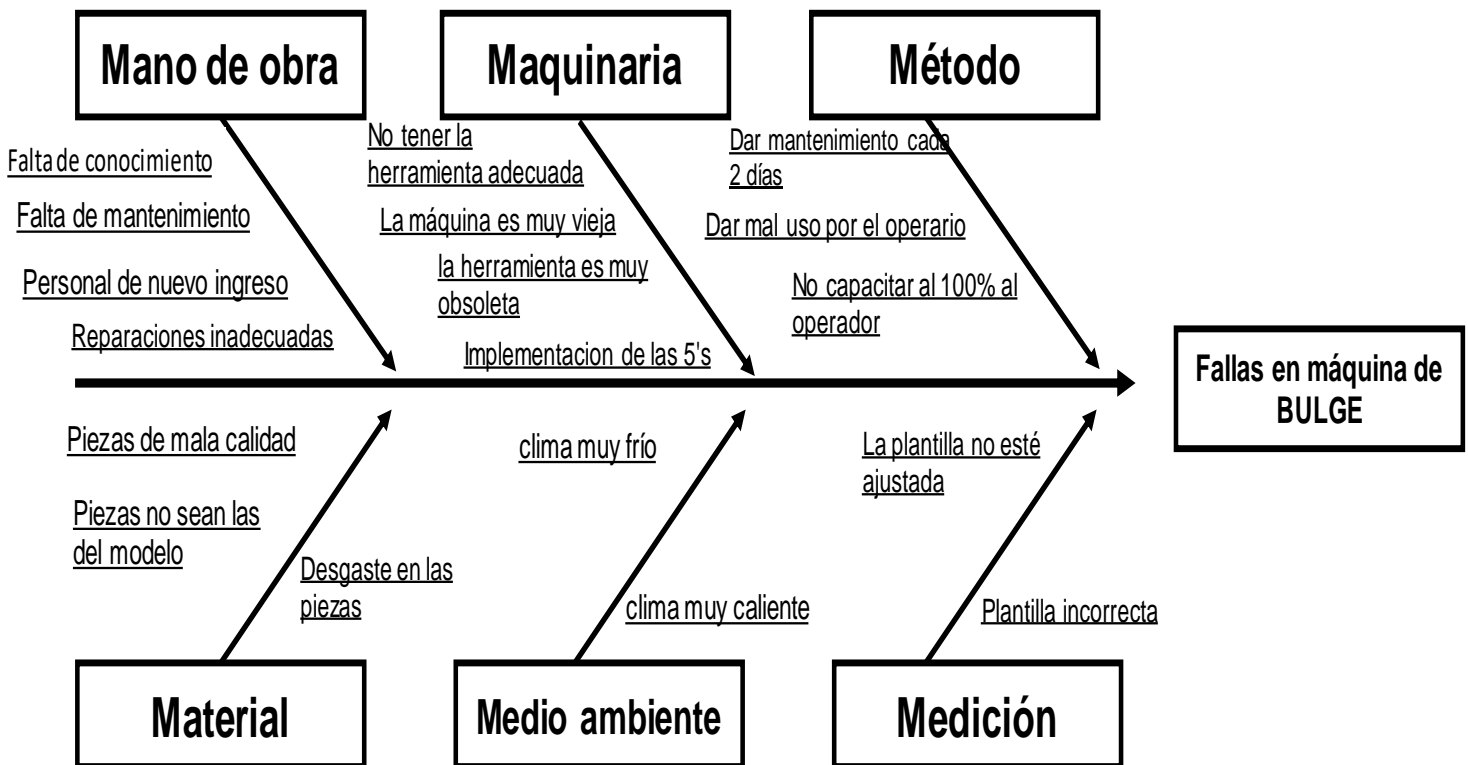 Mano de obra
Maquinaria
Método
Falta de conocimiento
Falta de mantenimiento
Personal de nuevo ingreso
Reparaciones inadecuadas
No tener la
herramienta adecuada
La máquina es muy vieja
la herramienta es muy
obsoleta
Implementacion de las 5's
Dar mantenimiento cada
2 días
Dar mal uso por el operario
No capacitar al 100% al
operador
Fallas en máquina de
BULGE
Piezas de mala calidad
Piezas no sean las
del modelo
Desgaste en las
piezas
clima muy frío
clima muy caliente
La plantilla no esté
ajustada
Plantilla incorrecta
Material
Medio ambiente
Medición